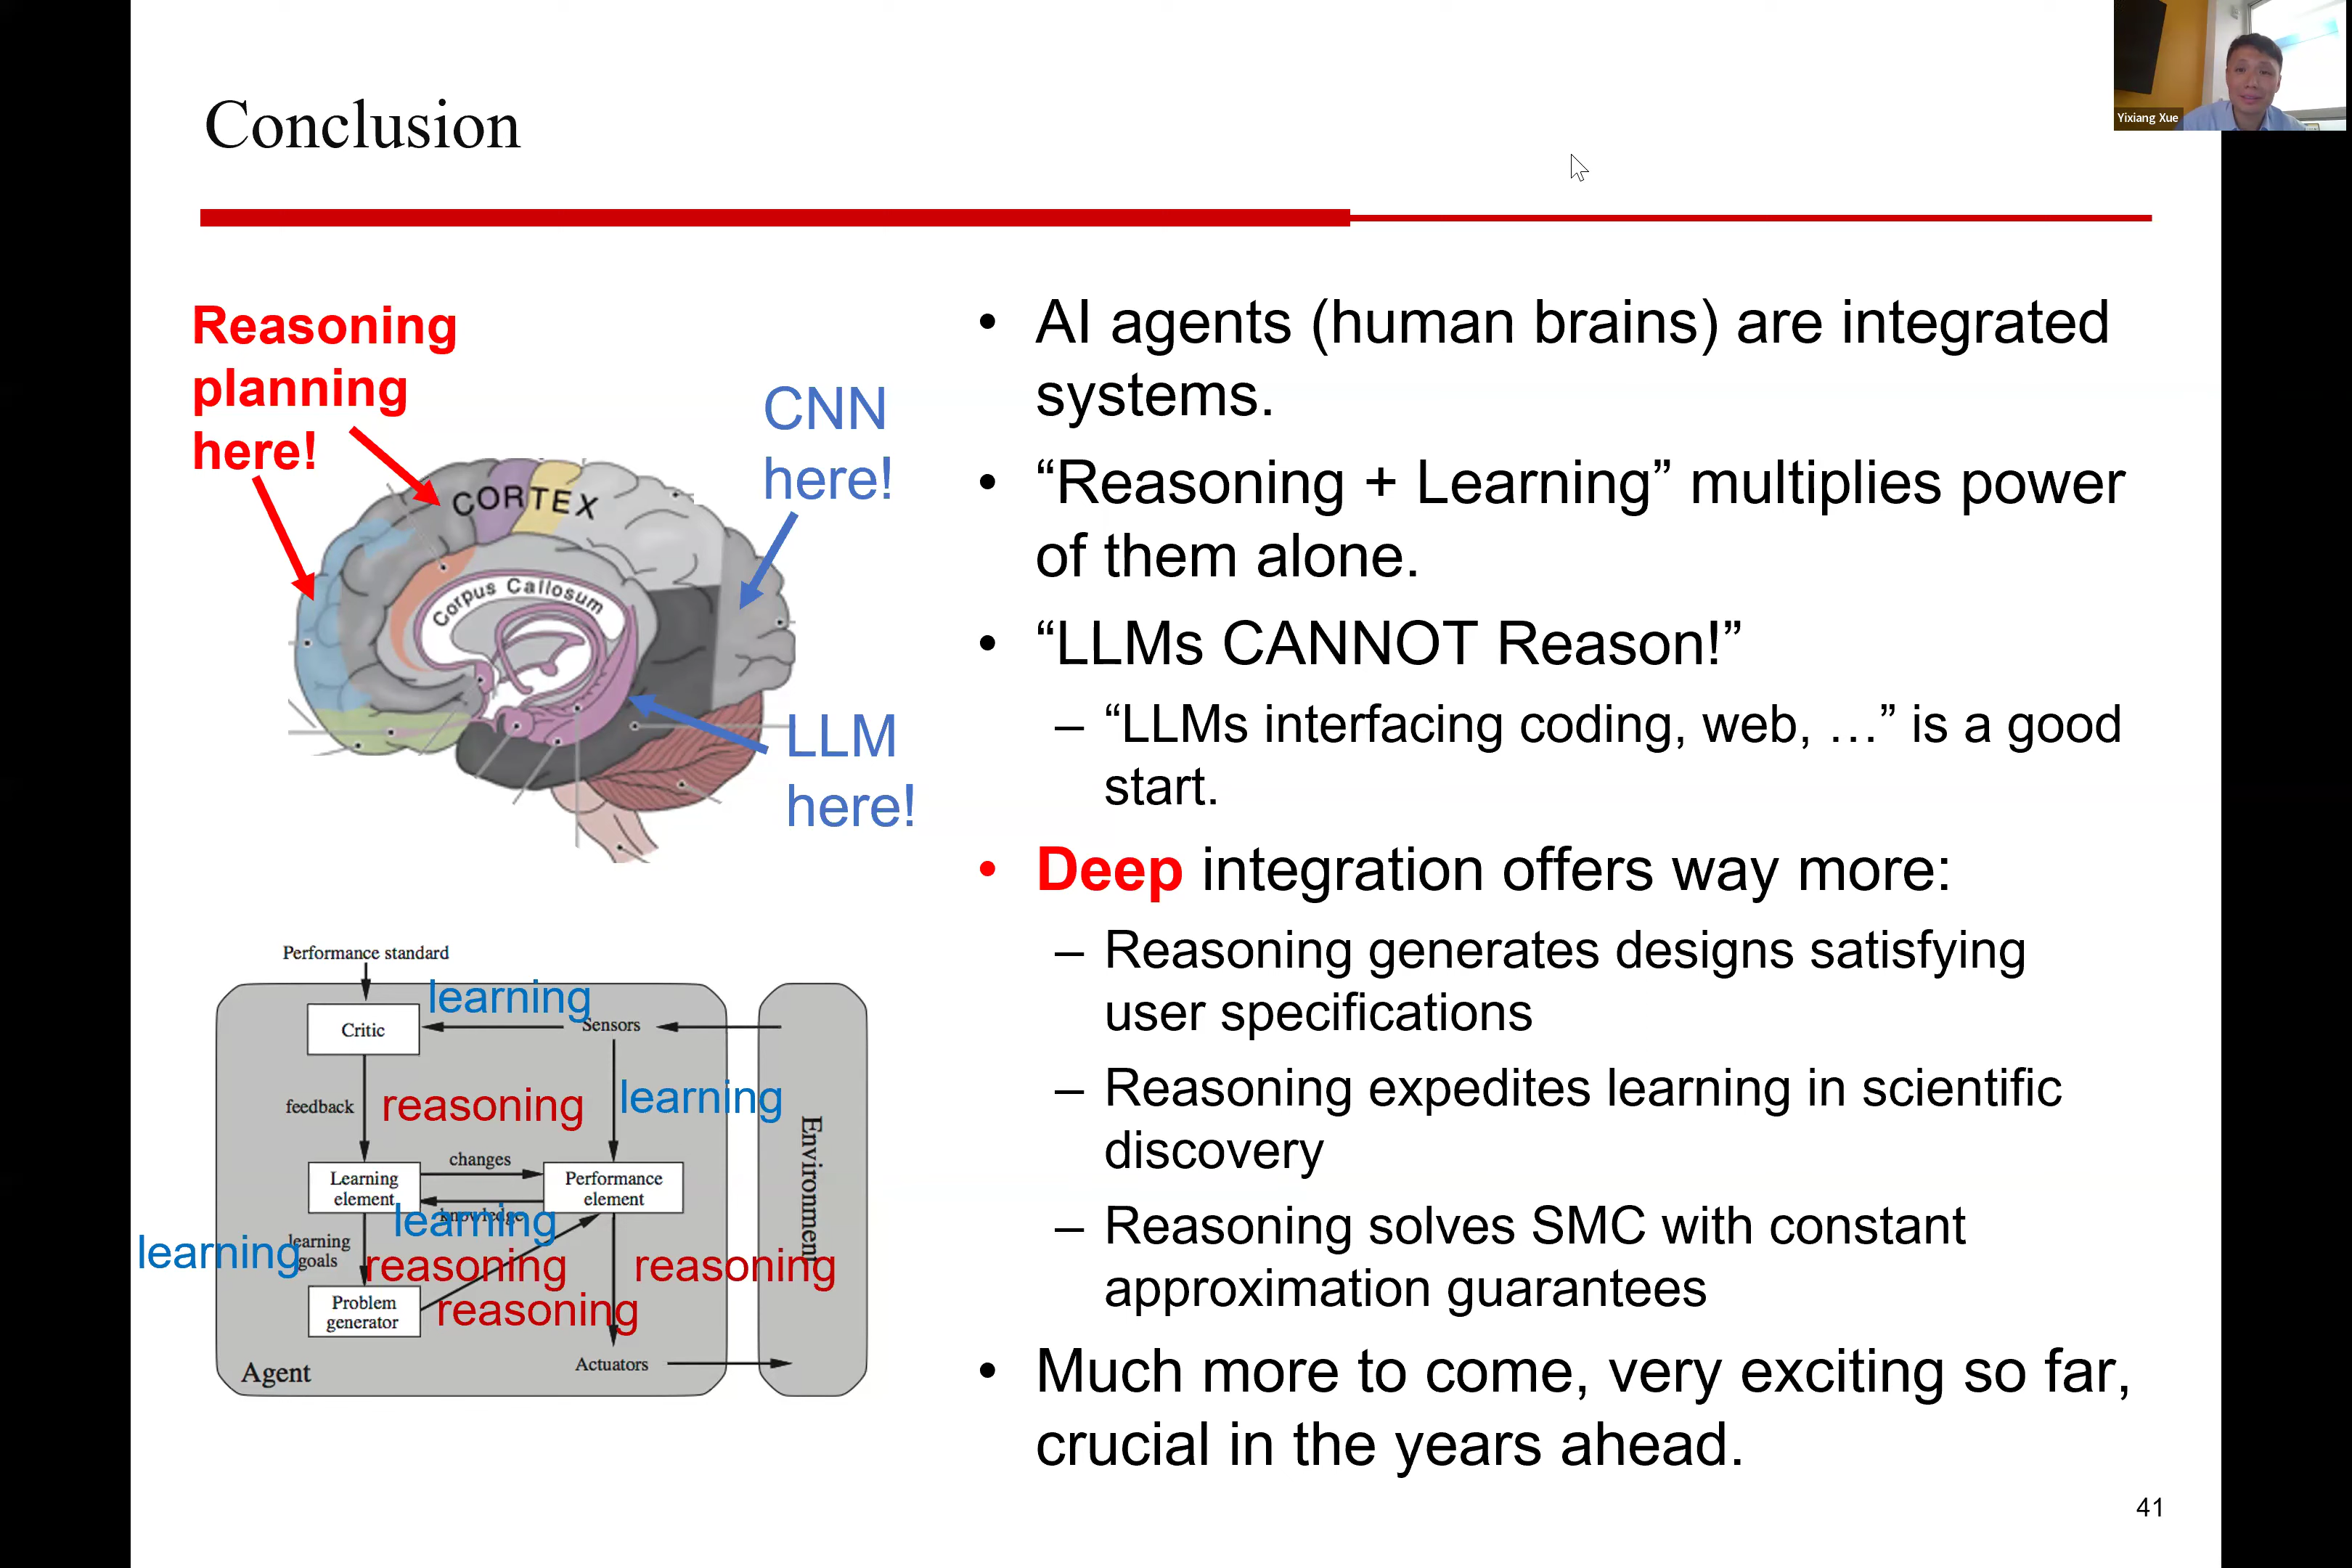 Yixiang Xue
Conclusion
Reasoning
planning
here!
CNN
here!
CORTEX
Corpus Callosum
LLM
here!
• AI agents (human brains) are integrated
systems.
• “Reasoning + Learning” multiplies power
of them alone.
• “LLMs CANNOT Reason!”
– “LLMs interfacing coding, web, …” is a good
start.
• Deep integration offers way more:
– Reasoning generates designs satisfying
user specifications
– Reasoning expedites learning in scientific
discovery
– Reasoning solves SMC with constant
approximation guarantees
• Much more to come, very exciting so far,
crucial in the years ahead.
Performance standard
learning
Critic
Sensors
feedback
reasoning
learning
Environment
changes
Learning
element
Performance
element
knowledge
learning
learning
learning
goals
reasoning
reasoning
Problem
generator
reasoning
Agent
Actuators
41